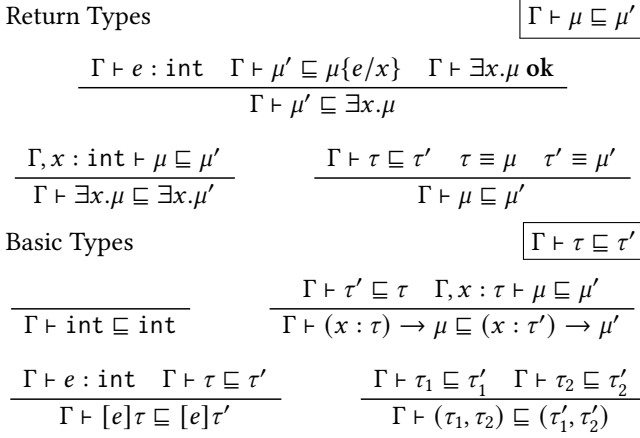 Return Types Γ ⊢ μ ⊑ μ′
Γ ⊢ e : int Γ ⊢ μ′ ⊑ μ{e/x} Γ ⊢ ∃x.μ ok
Γ ⊢ μ′ ⊑ ∃x.μ
Γ, x : int ⊢ μ ⊑ μ′ Γ ⊢ τ ⊑ τ′ τ ≡ μ τ′ ≡ μ′
Γ ⊢ ∃x.μ ⊑ ∃x.μ′ Γ ⊢ μ ⊑ μ′
Basic Types Γ ⊢ τ ⊑ τ′
Γ ⊢ τ′ ⊑ τ Γ, x : τ ⊢ μ ⊑ μ′
Γ ⊢ int ⊑ int Γ ⊢ (x : τ) → μ ⊑ (x : τ′) → μ′
Γ ⊢ e : int Γ ⊢ τ ⊑ τ′ Γ ⊢ τ₁ ⊑ τ′₁ Γ ⊢ τ₂ ⊑ τ′₂
Γ ⊢ [e]τ ⊑ [e]τ′ Γ ⊢ (τ₁, τ₂) ⊑ (τ′₁, τ′₂)